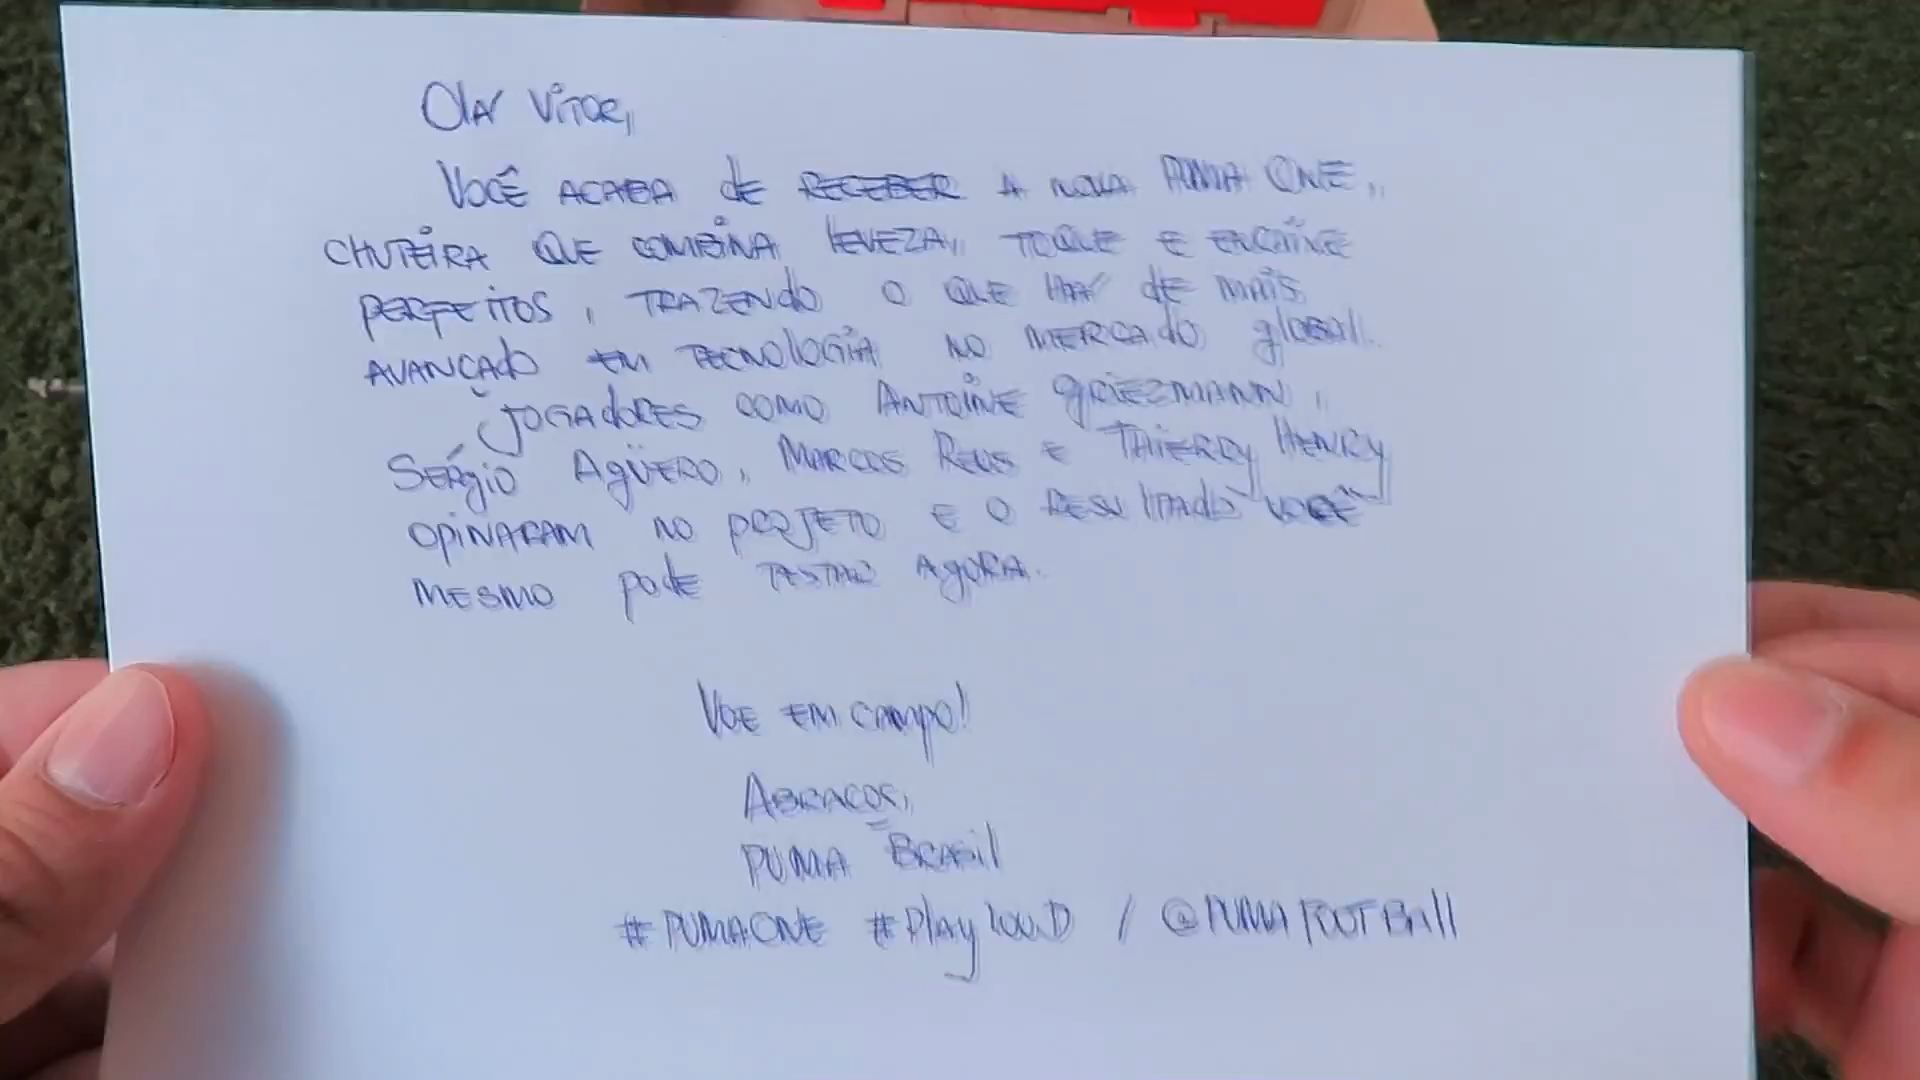 Olá Vitor,
Você acaba de receber a nova PUMA ONE,
chuteira que combina leveza, toque e encaixe
perfeitos, trazendo o que há de mais
avançado em tecnologia no mercado global.
Jogadores como Antoine Griezmann,
Sérgio Agüero, Marcos Reus e Thierry Henry
opinaram no projeto e o resultado você
mesmo pode testar agora.
Voe em campo!
Abraços,
PUMA Brasil
#PUMAONE #PlayLOUD / @PUMAFOOTBAll